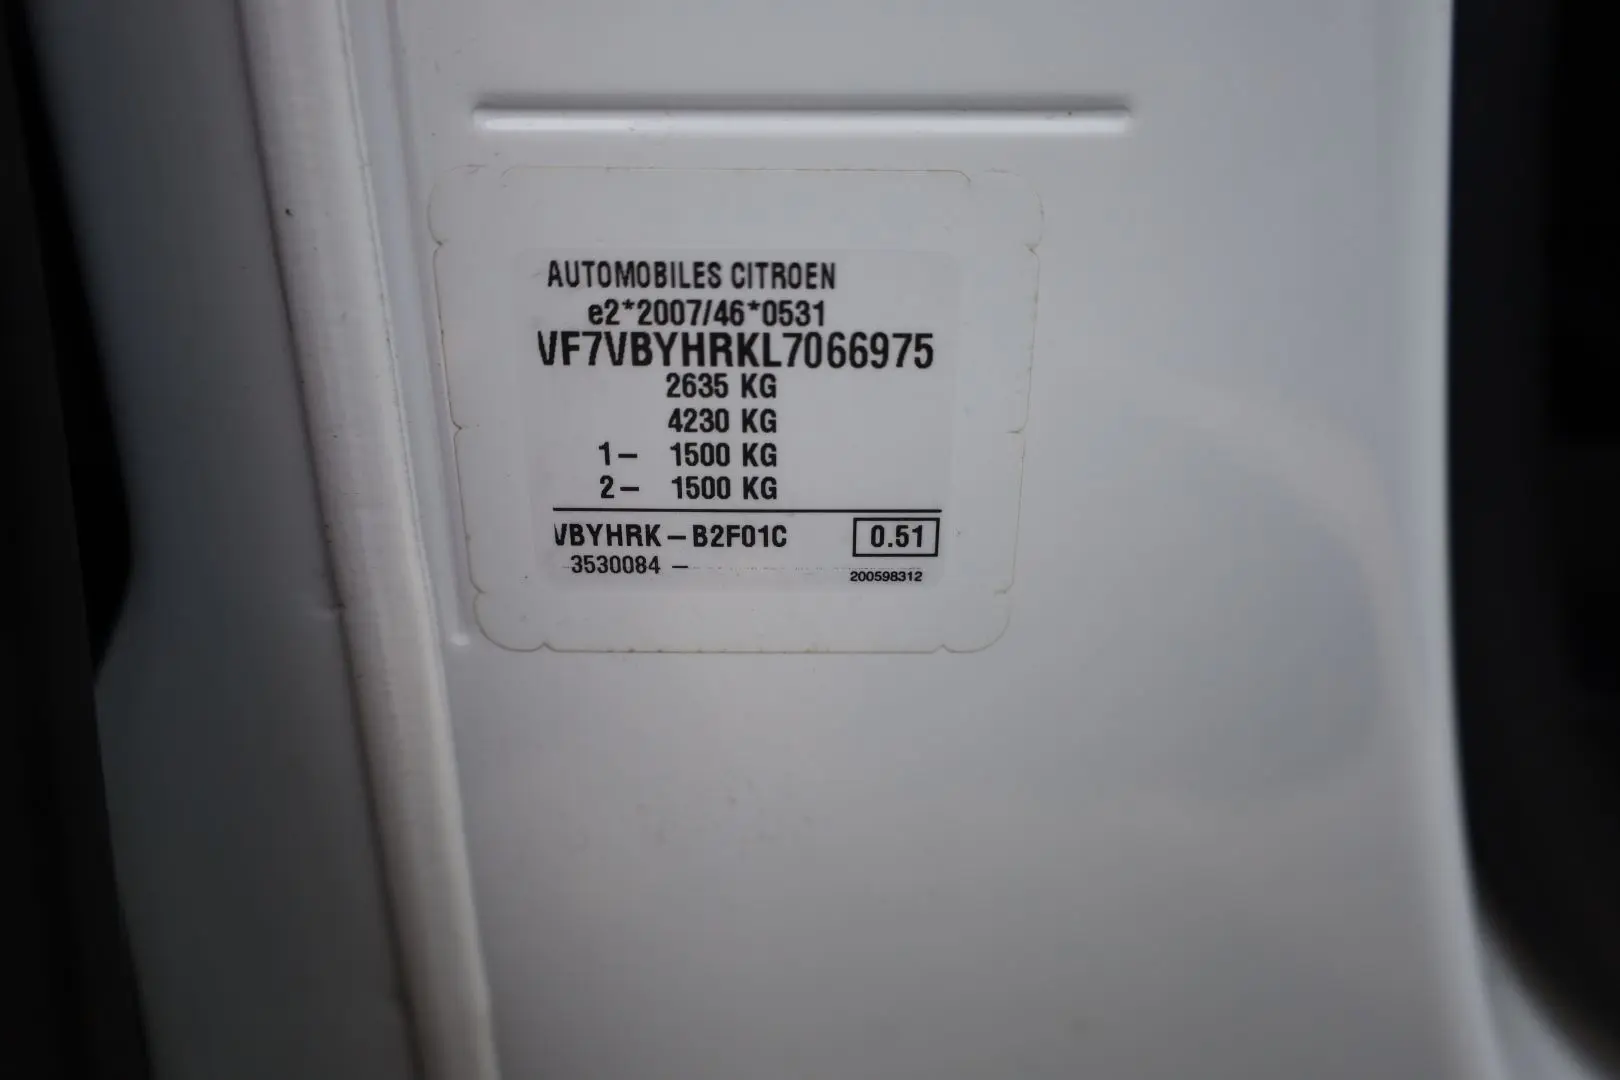 AUTOMOBILES CITROEN
e2*2007/46*0531
VF7VBYHRKL7066975
2635 KG
4230 KG
1- 1500 KG
2- 1500 KG
VBYHRK-B2F01C 0.51
3530084 -
200598312